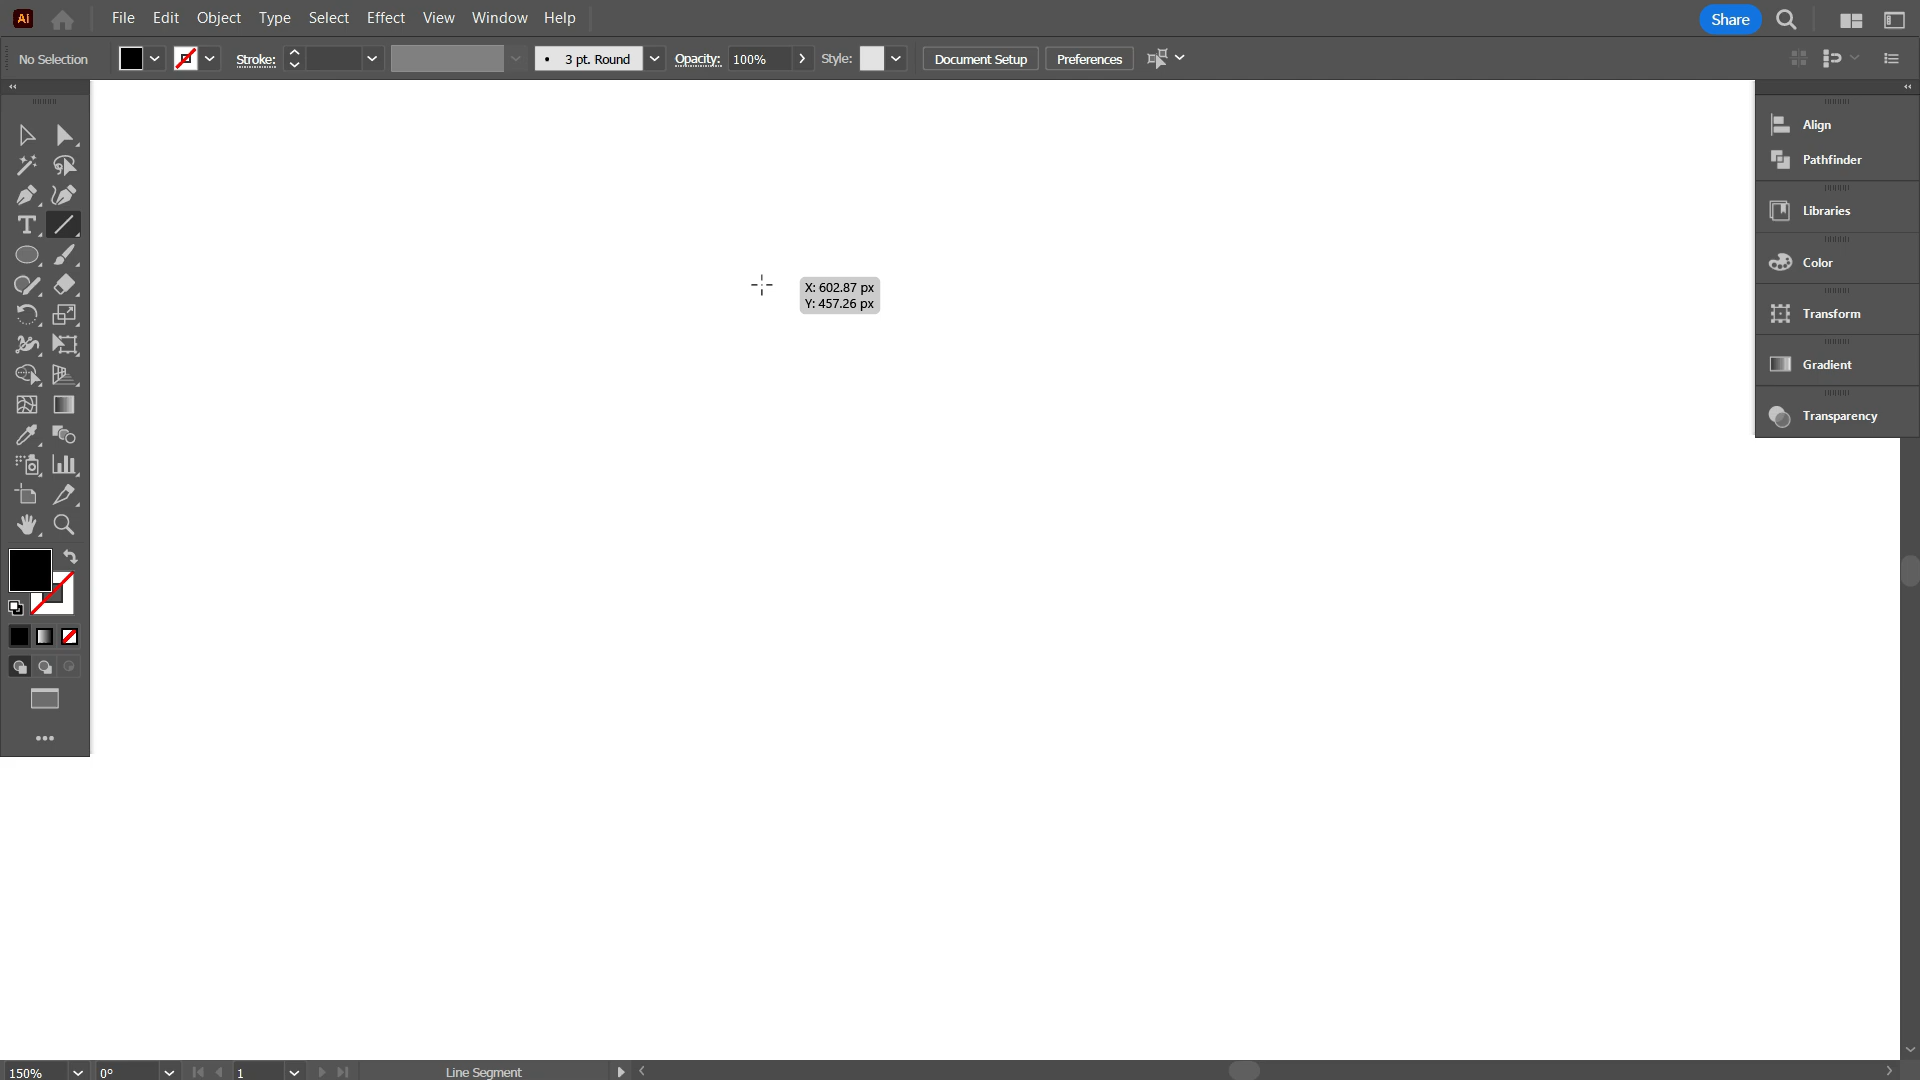 Ai File Edit Object Type Select Effect View Window Help Share
No Selection Stroke: 3 pt. Round Opacity: 100% Style: Document Setup Preferences
Align
Pathfinder
Libraries
Color
Transform
Gradient
Transparency
X: 602.87 px
Y: 457.26 px
150% 0° 1 Line Segment